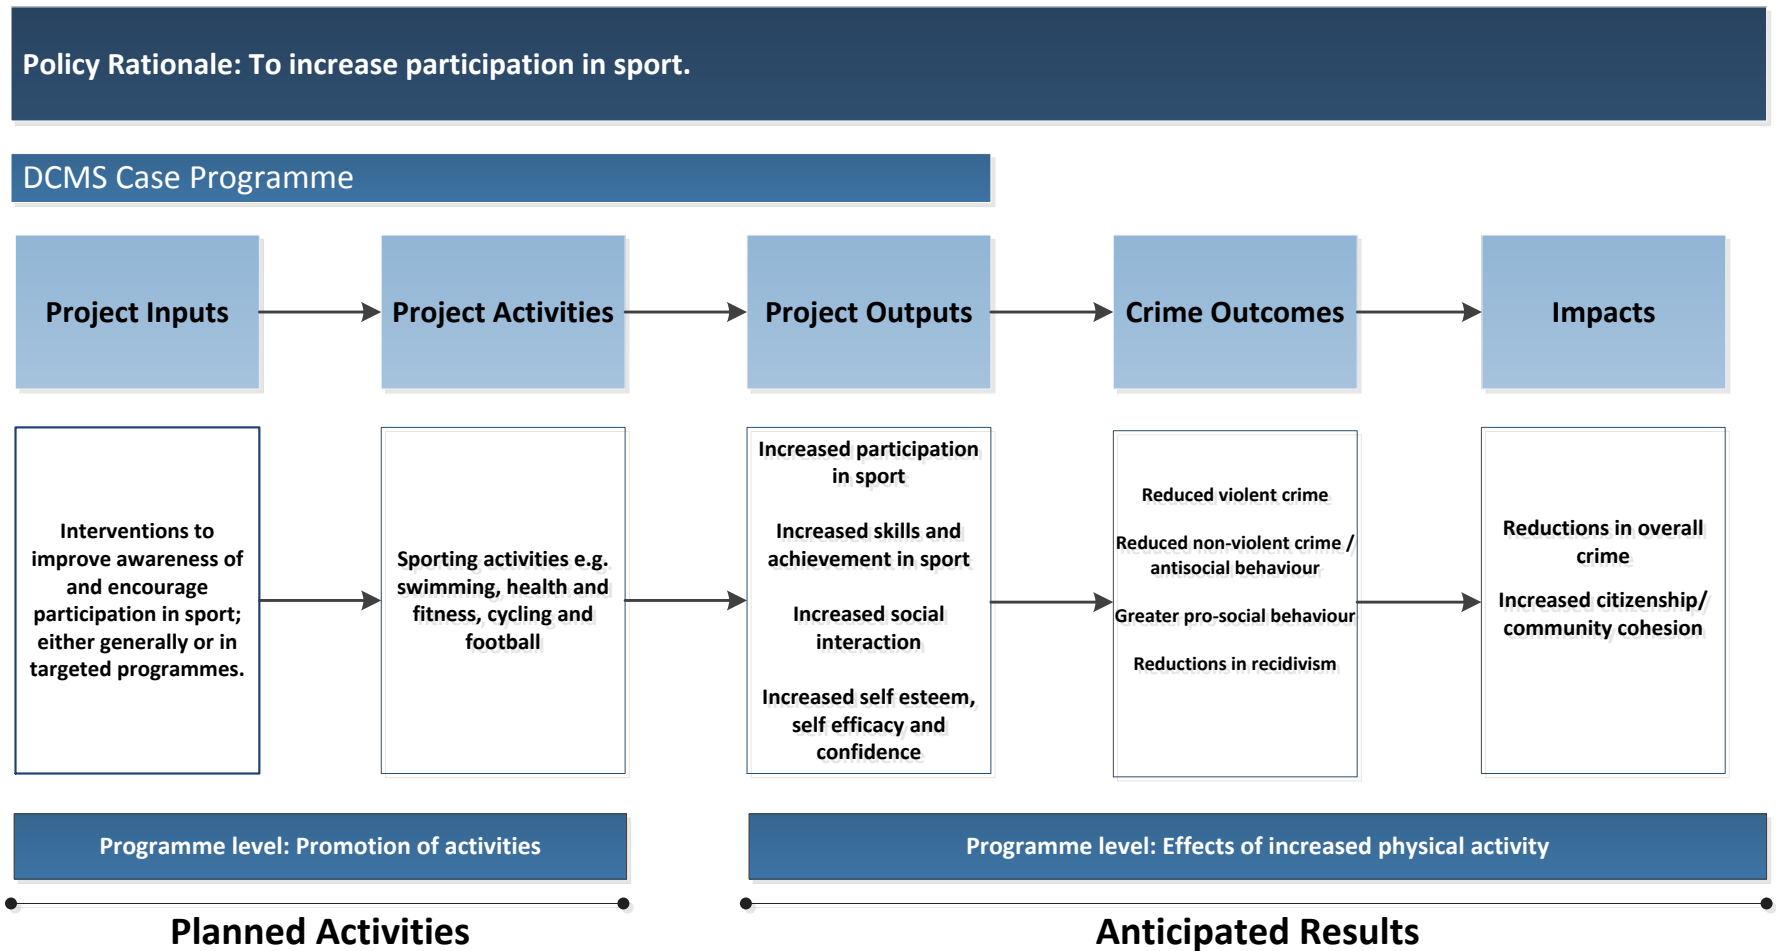 Policy Rationale: To increase participation in sport.
DCMS Case Programme
Project Inputs
Project Activities
Project Outputs
Crime Outcomes
Impacts
Interventions to
improve awareness of
and encourage
participation in sport;
either generally or in
targeted programmes.
Sporting activities e.g.
swimming, health and
fitness, cycling and
football
Increased participation
in sport
Increased skills and
achievement in sport
Increased social
interaction
Increased self esteem,
self efficacy and
confidence
Reduced violent crime
Reduced non-violent crime /
antisocial behaviour
Greater pro-social behaviour
Reductions in recidivism
Reductions in overall
crime
Increased citizenship/
community cohesion
Programme level: Promotion of activities
Programme level: Effects of increased physical activity
Planned Activities
Anticipated Results